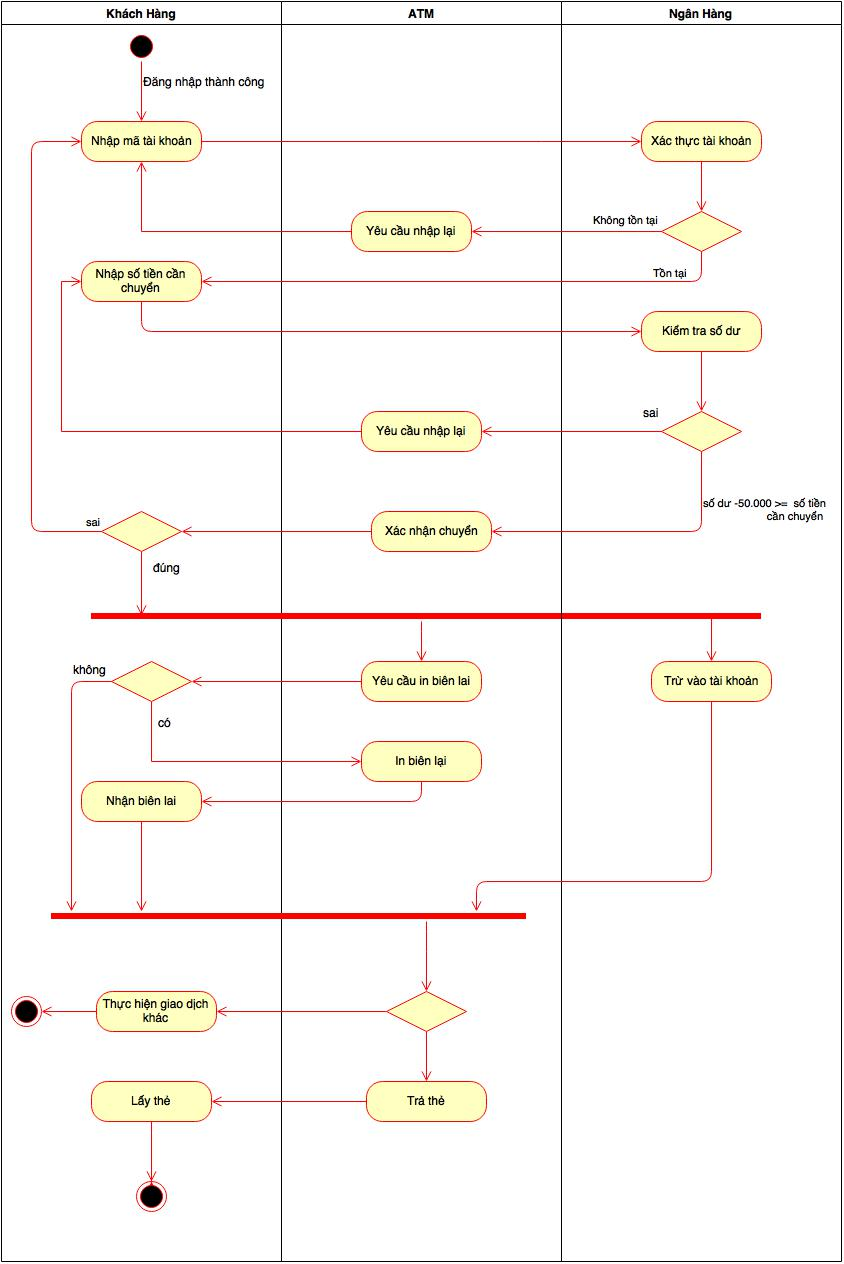 Khách Hàng
ATM
Ngân Hàng
Đăng nhập thành công
Nhập mã tài khoản
Xác thực tài khoản
Không tồn tại
Yêu cầu nhập lại
Tồn tại
Nhập số tiền cần
chuyển
Kiểm tra số dư
sai
Yêu cầu nhập lại
số dư -50.000 >= số tiền
cần chuyển
Xác nhận chuyển
sai
đúng
không
Yêu cầu in biên lai
Trừ vào tài khoản
có
In biên lại
Nhận biên lai
Thực hiện giao dịch
khác
Lấy thẻ
Trả thẻ